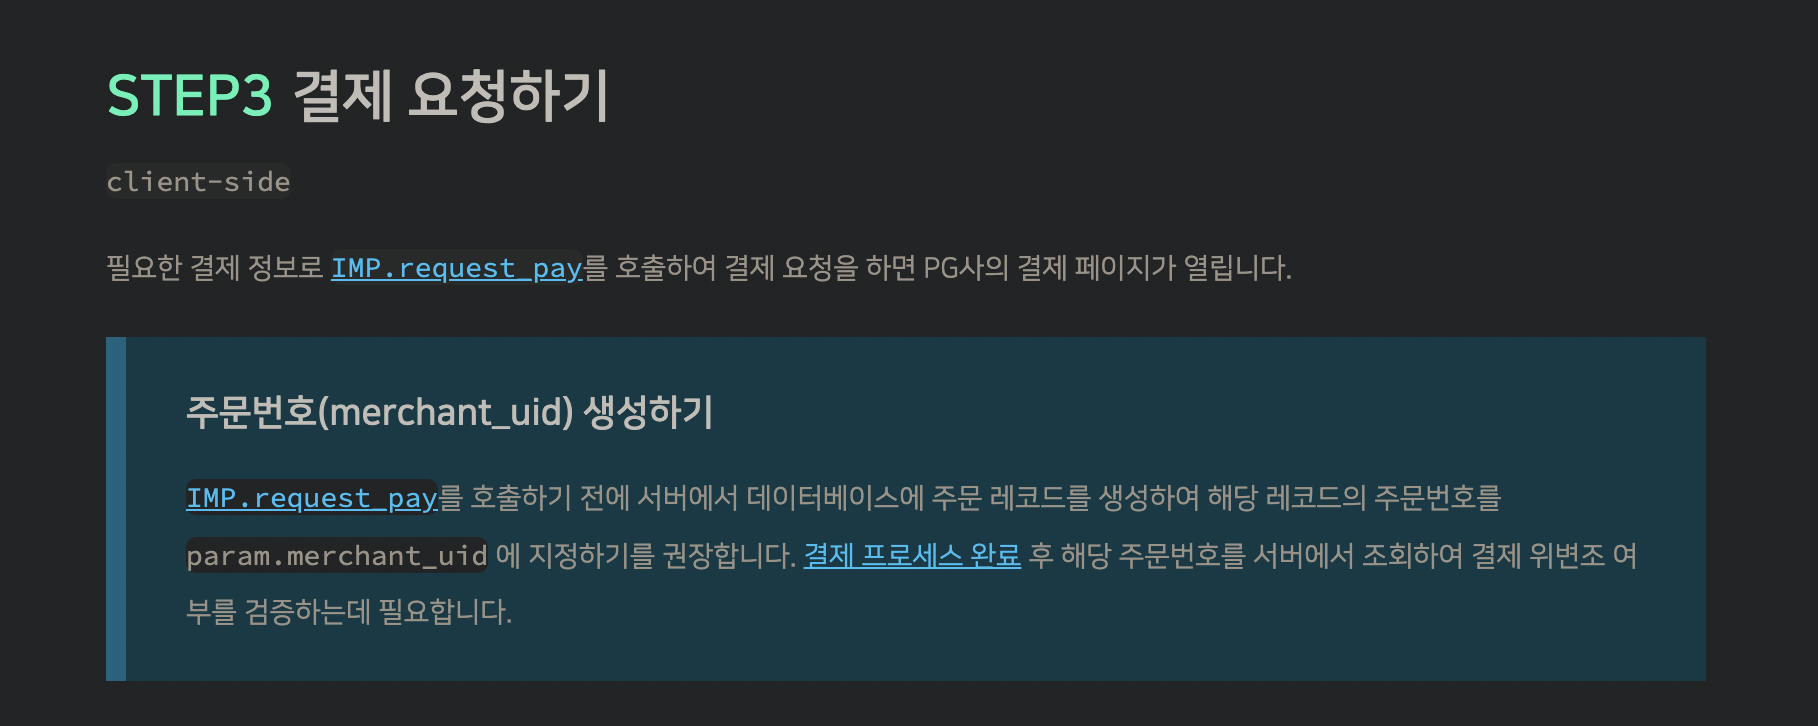 STEP3 결제 요청하기
client-side
필요한 결제 정보로 IMP.request_pay를 호출하여 결제 요청을 하면 PG사의 결제 페이지가 열립니다.
주문번호(merchant_uid) 생성하기
IMP.request_pay를 호출하기 전에 서버에서 데이터베이스에 주문 레코드를 생성하여 해당 레코드의 주문번호를
param.merchant_uid 에 지정하기를 권장합니다. 결제 프로세스 완료 후 해당 주문번호를 서버에서 조회하여 결제 위변조 여
부를 검증하는데 필요합니다.